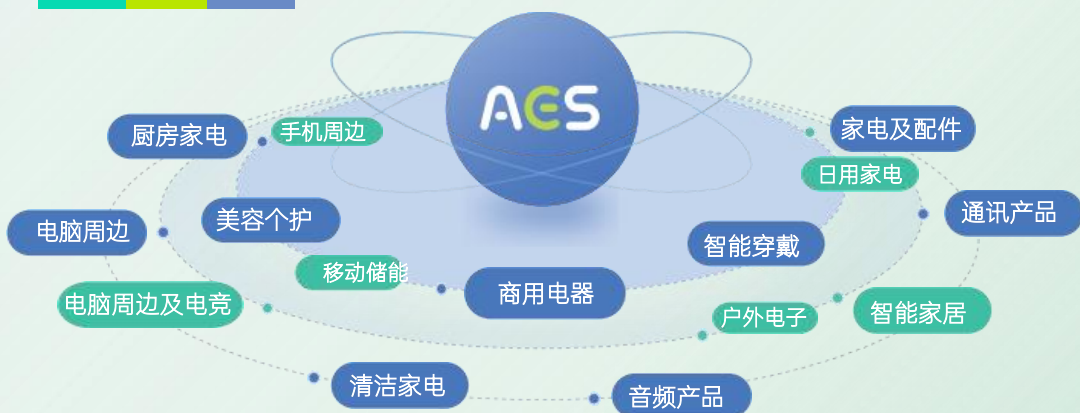 AES
厨房家电
手机周边
家电及配件
日用家电
电脑周边
美容个护
通讯产品
智能穿戴
移动储能
商用电器
电脑周边及电竞
户外电子
智能家居
清洁家电
音频产品